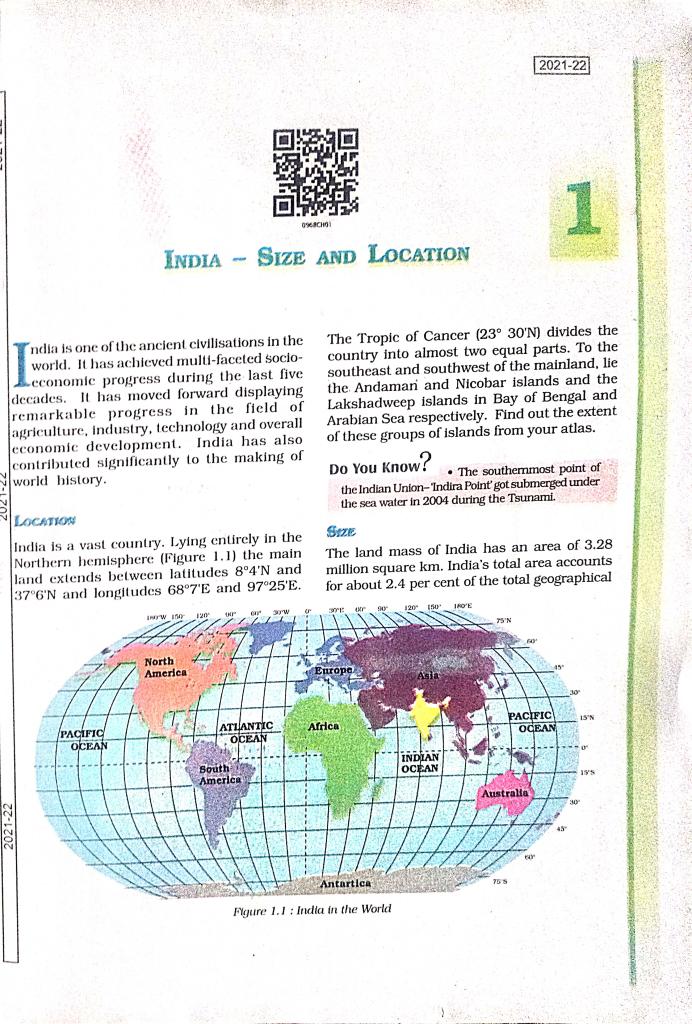 2021-22
0968CH01
1
INDIA – SIZE AND LOCATION
India is one of the ancient civilisations in the
world. It has achieved multi-faceted socio-
economic progress during the last five
decades. It has moved forward displaying
remarkable progress in the field of
agriculture, industry, technology and overall
economic development. India has also
contributed significantly to the making of
world history.
LOCATION
India is a vast country. Lying entirely in the
Northern hemisphere (Figure 1.1) the main
land extends between latitudes 8°4'N and
37°6'N and longitudes 68°7'E and 97°25'E.
The Tropic of Cancer (23° 30'N) divides the
country into almost two equal parts. To the
southeast and southwest of the mainland, lie
the Andaman and Nicobar islands and the
Lakshadweep islands in Bay of Bengal and
Arabian Sea respectively. Find out the extent
of these groups of islands from your atlas.
Do You Know? • The southernmost point of
the Indian Union– 'Indira Point' got submerged under
the sea water in 2004 during the Tsunami.
SIZE
The land mass of India has an area of 3.28
million square km. India's total area accounts
for about 2.4 per cent of the total geographical
180°W 150° 120° 90° 60° 30°W 0° 30°E 60° 90° 120° 150° 180°E
75°N
60°
45°
30°
15°N
0°
15°S
30°
45°
60°
75°S
North
America
Europe
Asia
PACIFIC
OCEAN
ATLANTIC
OCEAN
Africa
PACIFIC
OCEAN
INDIAN
OCEAN
South
America
Australia
Antartica
Figure 1.1 : India in the World
2021-22
2021-22
2021-22